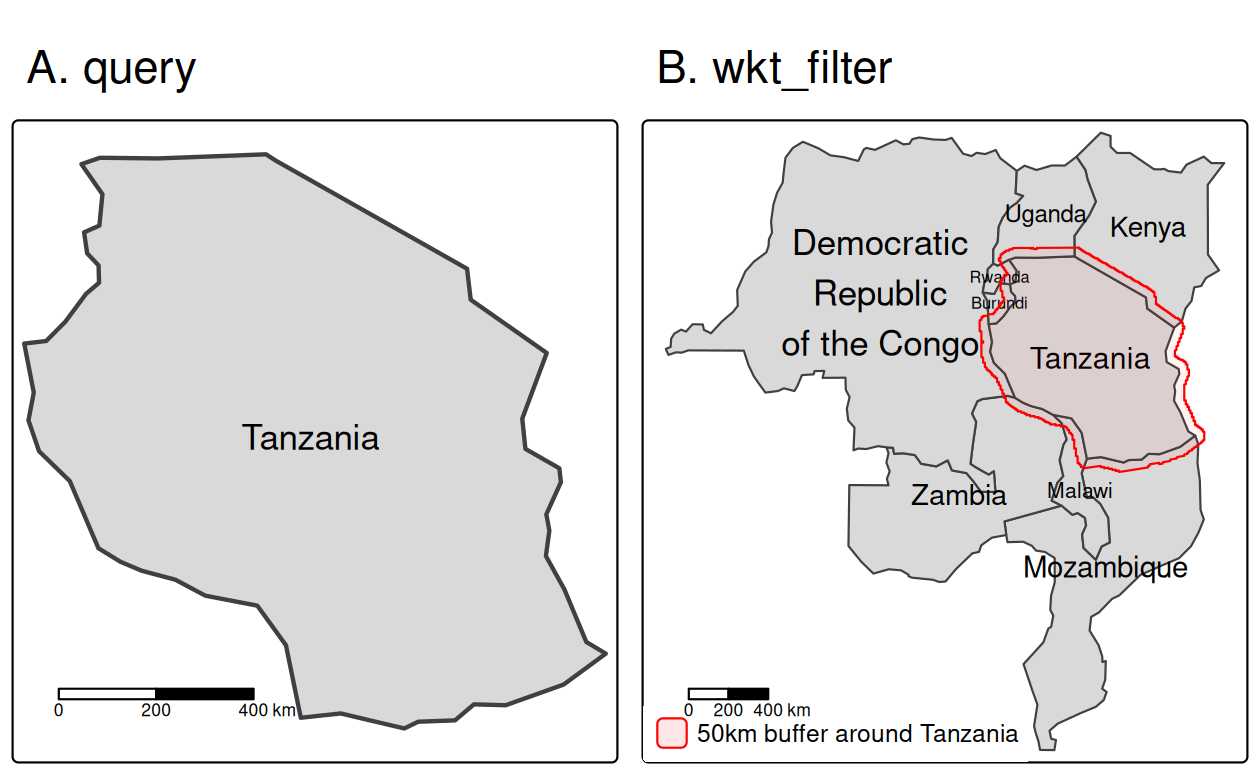 A. query
Tanzania
0 200 400 km
B. wkt_filter
Uganda
Kenya
Democratic
Republic
of the Congo
Rwanda
Burundi
Tanzania
Zambia
Malawi
Mozambique
0 200 400 km
50km buffer around Tanzania